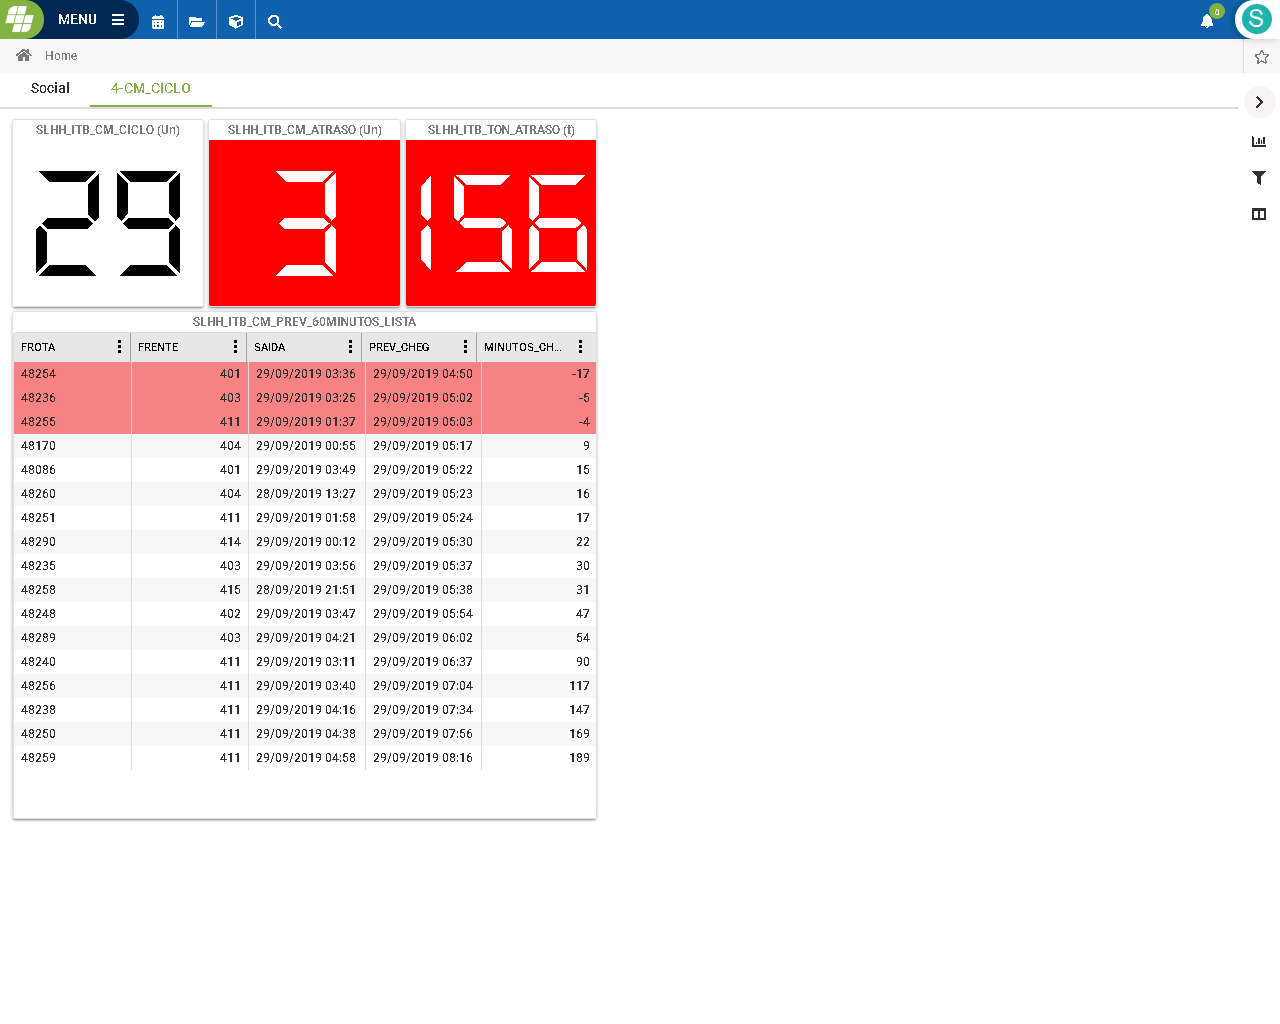 MENU
0
S
Home
Social 4-CM_CICLO
SLHH_ITB_CM_CICLO (Un) SLHH_ITB_CM_ATRASO (Un) SLHH_ITB_TON_ATRASO (t)
29 3 156
SLHH_ITB_CM_PREV_60MINUTOS_LISTA
FROTA FRENTE SAIDA PREV_CHEG MINUTOS_CH...
48254 401 29/09/2019 03:36 29/09/2019 04:50 -17
48236 403 29/09/2019 03:25 29/09/2019 05:02 -5
48255 411 29/09/2019 01:37 29/09/2019 05:03 -4
48170 404 29/09/2019 00:55 29/09/2019 05:17 9
48086 401 29/09/2019 03:49 29/09/2019 05:22 15
48260 404 28/09/2019 13:27 29/09/2019 05:23 16
48251 411 29/09/2019 01:58 29/09/2019 05:24 17
48290 414 29/09/2019 00:12 29/09/2019 05:30 22
48235 403 29/09/2019 03:56 29/09/2019 05:37 30
48258 415 28/09/2019 21:51 29/09/2019 05:38 31
48248 402 29/09/2019 03:47 29/09/2019 05:54 47
48289 403 29/09/2019 04:21 29/09/2019 06:02 54
48240 411 29/09/2019 03:11 29/09/2019 06:37 90
48256 411 29/09/2019 03:40 29/09/2019 07:04 117
48238 411 29/09/2019 04:16 29/09/2019 07:34 147
48250 411 29/09/2019 04:38 29/09/2019 07:56 169
48259 411 29/09/2019 04:58 29/09/2019 08:16 189